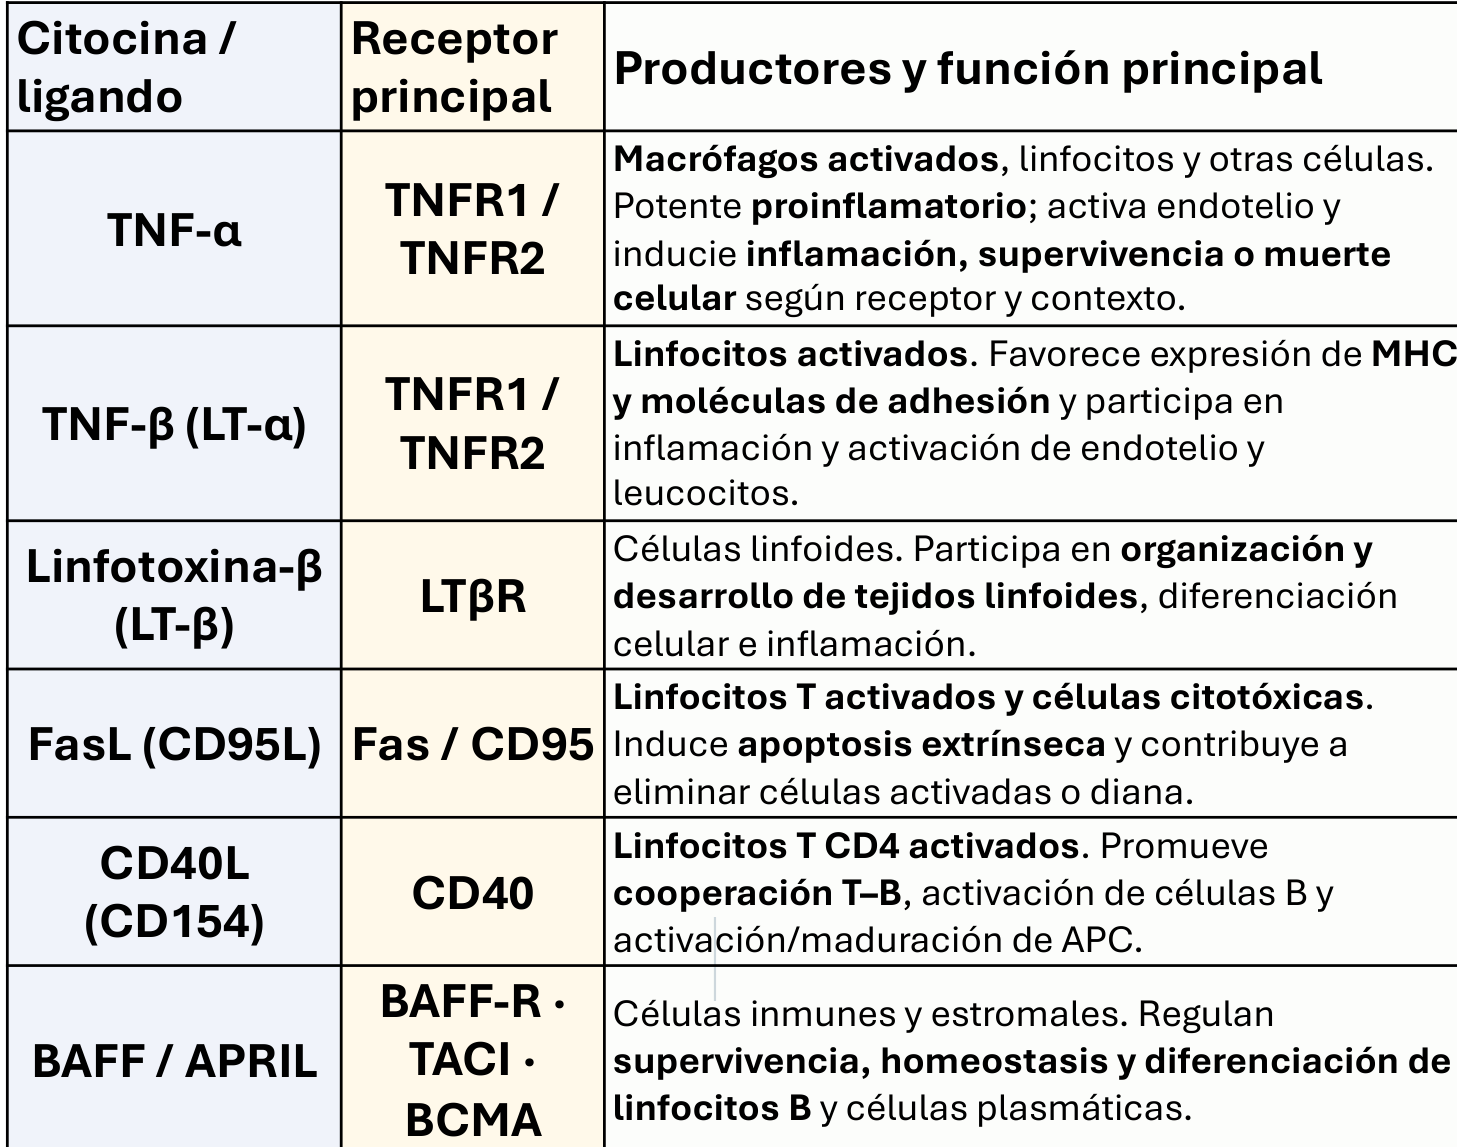 Citocina /
ligando
Receptor
principal
Productores y función principal
TNF-α
TNFR1 /
TNFR2
Macrófagos activados, linfocitos y otras células.
Potente proinflamatorio; activa endotelio y
inducie inflamación, supervivencia o muerte
celular según receptor y contexto.
TNF-β (LT-α)
TNFR1 /
TNFR2
Linfocitos activados. Favorece expresión de MHC
y moléculas de adhesión y participa en
inflamación y activación de endotelio y
leucocitos.
Linfotoxina-β
(LT-β)
LTβR
Células linfoides. Participa en organización y
desarrollo de tejidos linfoides, diferenciación
celular e inflamación.
FasL (CD95L)
Fas / CD95
Linfocitos T activados y células citotóxicas.
Induce apoptosis extrínseca y contribuye a
eliminar células activadas o diana.
CD40L
(CD154)
CD40
Linfocitos T CD4 activados. Promueve
cooperación T–B, activación de células B y
activación/maduración de APC.
BAFF / APRIL
BAFF-R ·
TACI ·
BCMA
Células inmunes y estromales. Regulan
supervivencia, homeostasis y diferenciación de
linfocitos B y células plasmáticas.